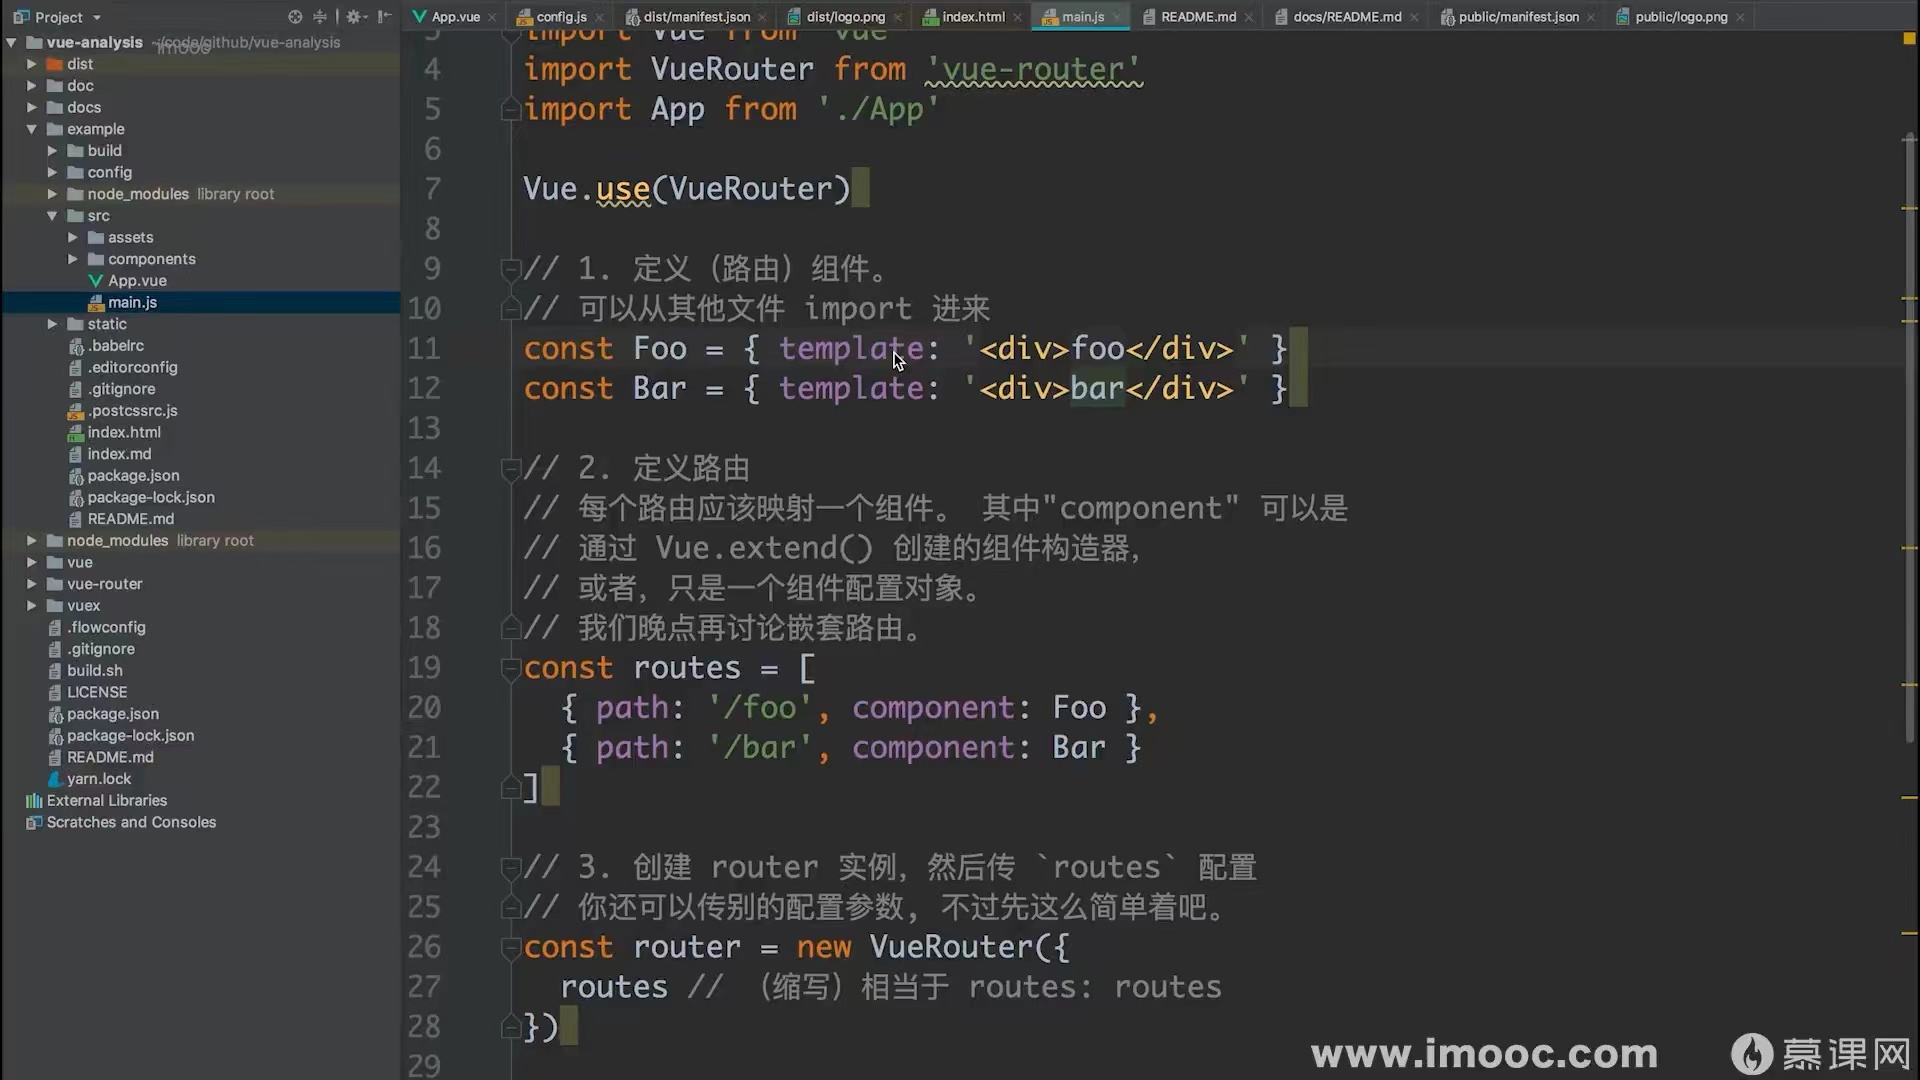 Project
App.vue
config.js
dist/manifest.json
dist/logo.png
index.html
main.js
README.md
docs/README.md
public/manifest.json
public/logo.png
vue-analysis ~/code/github/vue-analysis
imooc
dist
doc
docs
example
build
config
node_modules library root
src
assets
components
App.vue
main.js
static
.babelrc
.editorconfig
.gitignore
.postcssrc.js
index.html
index.md
package.json
package-lock.json
README.md
node_modules library root
vue
vue-router
vuex
.flowconfig
.gitignore
build.sh
LICENSE
package.json
package-lock.json
README.md
yarn.lock
External Libraries
Scratches and Consoles
3 import Vue from 'vue'
4 import VueRouter from 'vue-router'
5 import App from './App'
6
7 Vue.use(VueRouter)
8
9 // 1. 定义（路由）组件。
10 // 可以从其他文件 import 进来
11 const Foo = { template: '<div>foo</div>' }
12 const Bar = { template: '<div>bar</div>' }
13
14 // 2. 定义路由
15 // 每个路由应该映射一个组件。 其中"component" 可以是
16 // 通过 Vue.extend() 创建的组件构造器，
17 // 或者，只是一个组件配置对象。
18 // 我们晚点再讨论嵌套路由。
19 const routes = [
20 { path: '/foo', component: Foo },
21 { path: '/bar', component: Bar }
22 ]
23
24 // 3. 创建 router 实例，然后传 `routes` 配置
25 // 你还可以传别的配置参数, 不过先这么简单着吧。
26 const router = new VueRouter({
27 routes // （缩写）相当于 routes: routes
28 })
29
www.imooc.com
慕课网